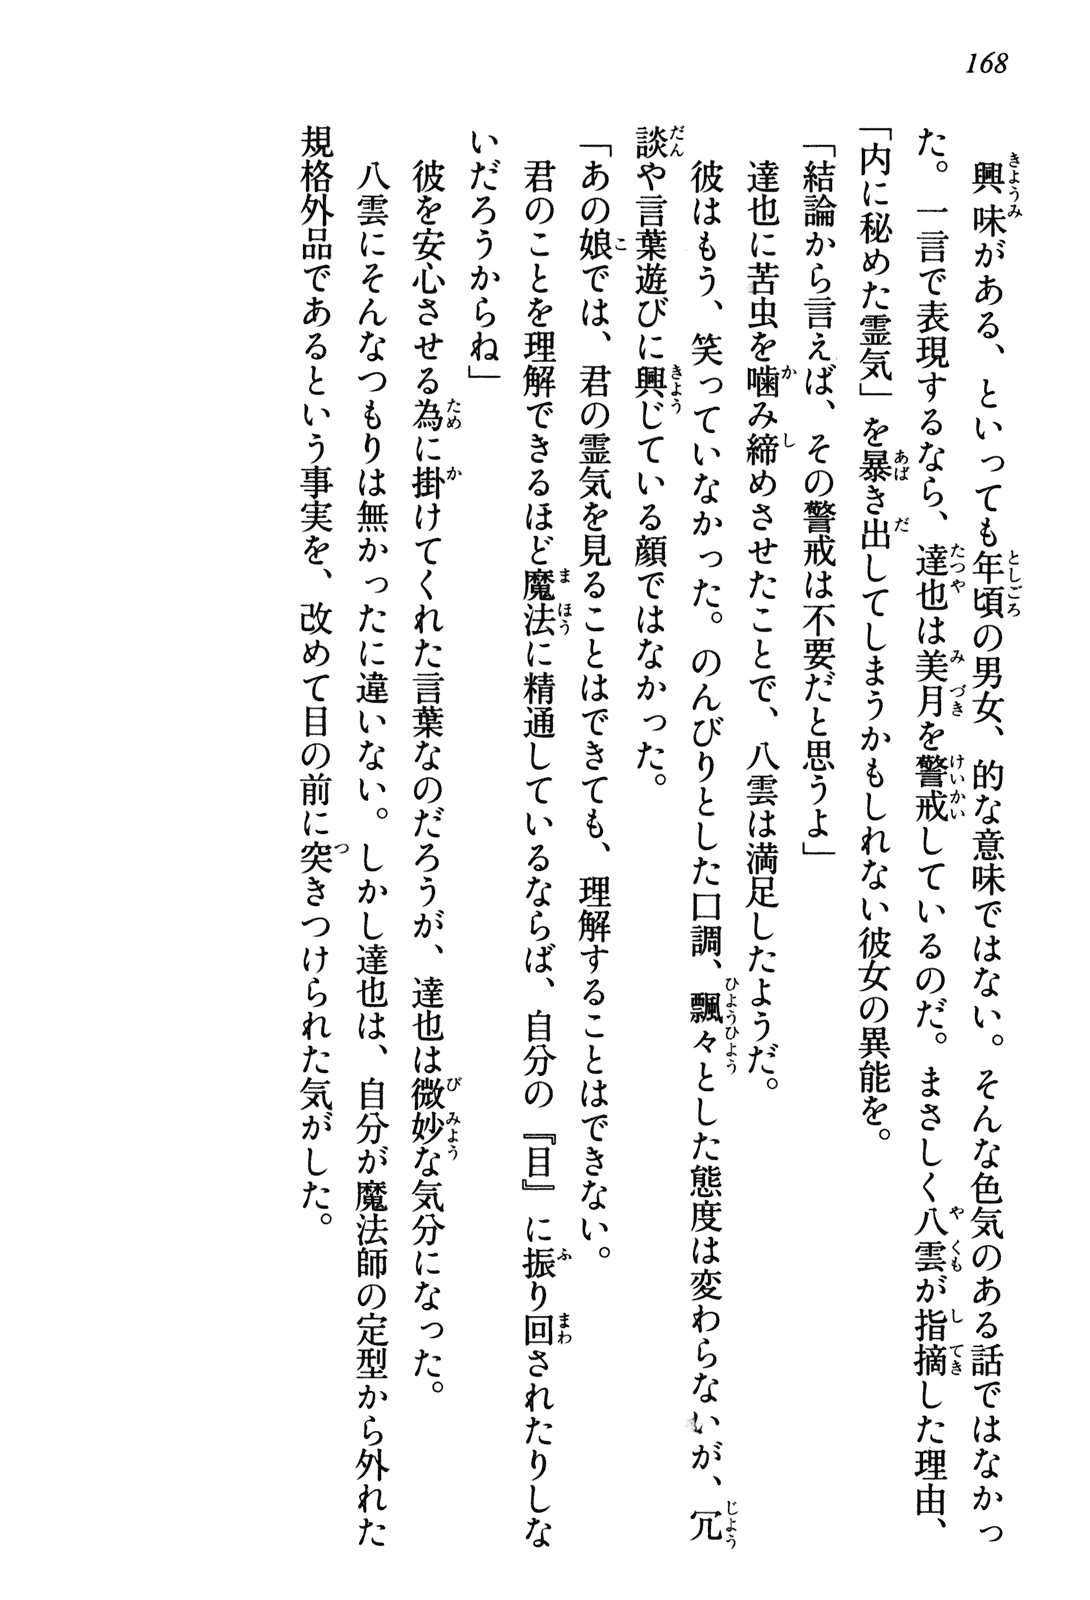 168
興味がある、といっても年頃の男女、的な意味ではない。そんな色気のある話ではなかっ
た。一言で表現するなら、達也は美月を警戒しているのだ。まさしく八雲が指摘した理由、
「内に秘めた霊気」を暴き出してしまうかもしれない彼女の異能を。
「結論から言えば、その警戒は不要だと思うよ」
達也に苦虫を噛み締めさせたことで、八雲は満足したようだ。
彼はもう、笑っていなかった。のんびりとした口調、飄々とした態度は変わらないが、冗
談や言葉遊びに興じている顔ではなかった。
「あの娘では、君の霊気を見ることはできても、理解することはできない。
君のことを理解できるほど魔法に精通しているならば、自分の『目』に振り回されたりしな
いだろうからね」
彼を安心させる為に掛けてくれた言葉なのだろうが、達也は微妙な気分になった。
八雲にそんなつもりは無かったに違いない。しかし達也は、自分が魔法師の定型から外れた
規格外品であるという事実を、改めて目の前に突きつけられた気がした。